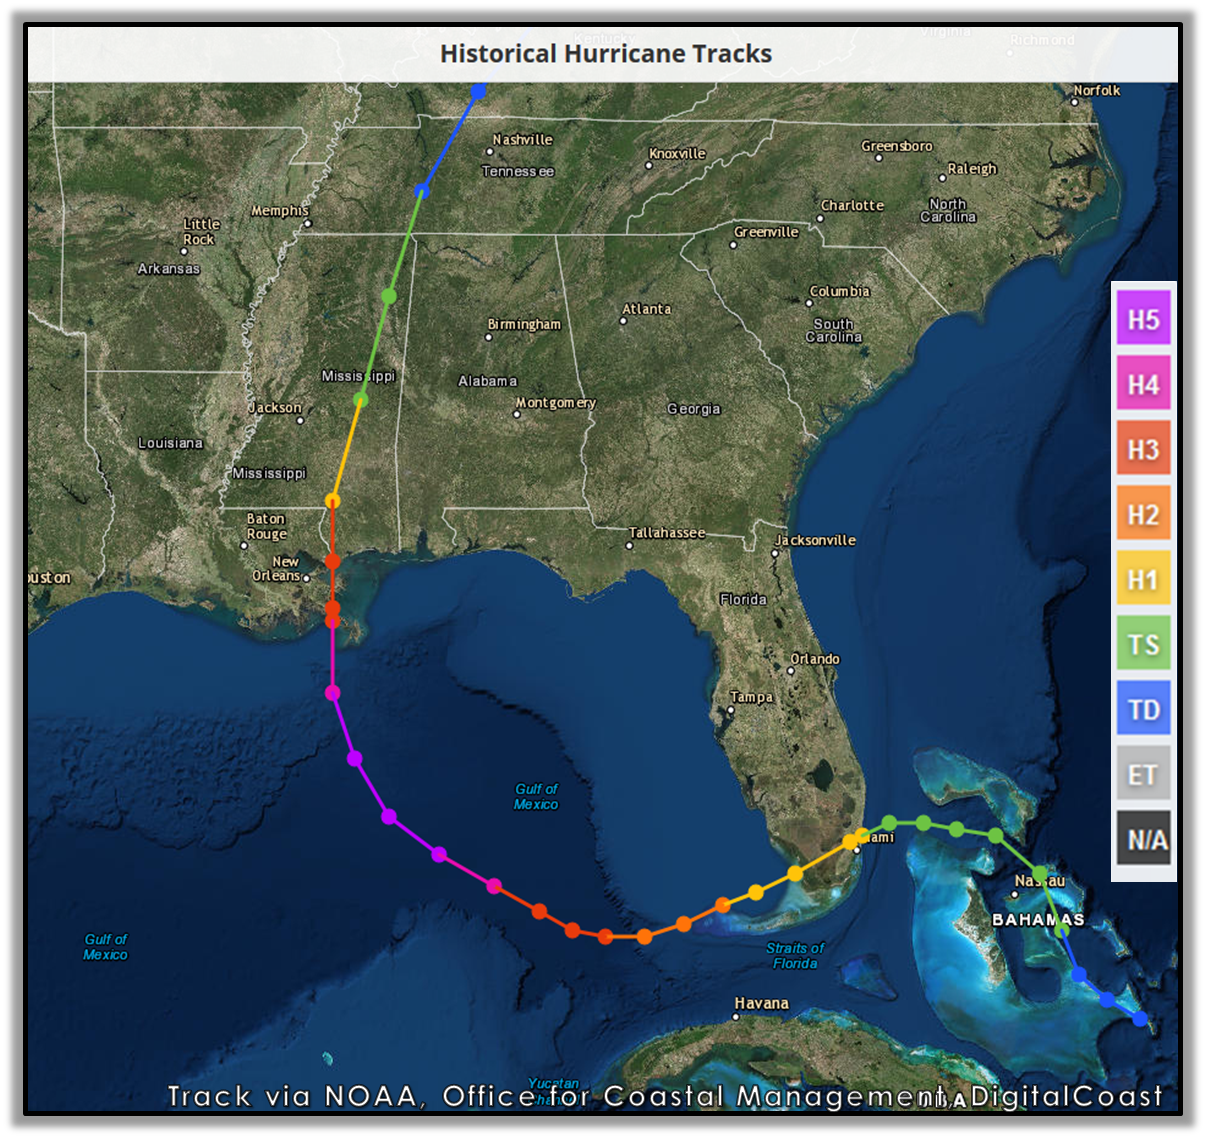 Kentucky
Virginia
Richmond
Historical Hurricane Tracks
Norfolk
Nashville
Tennessee
Knoxville
Greensboro
Raleigh
Memphis
Little
Rock
Arkansas
Charlotte
North
Carolina
Greenville
Columbia
South
Carolina
Atlanta
Birmingham
Mississippi
Alabama
Montgomery
Georgia
Jackson
Louisiana
Mississippi
Baton
Rouge
New
Orleans
uston
Tallahassee
Jacksonville
Florida
Orlando
Tampa
Gulf of
Mexico
ami
Nassau
BAHAMAS
Gulf of
Mexico
Straits of
Florida
Havana
Yucatan
H5
H4
H3
H2
H1
TS
TD
ET
N/A
Track via NOAA, Office for Coastal Management, DigitalCoast